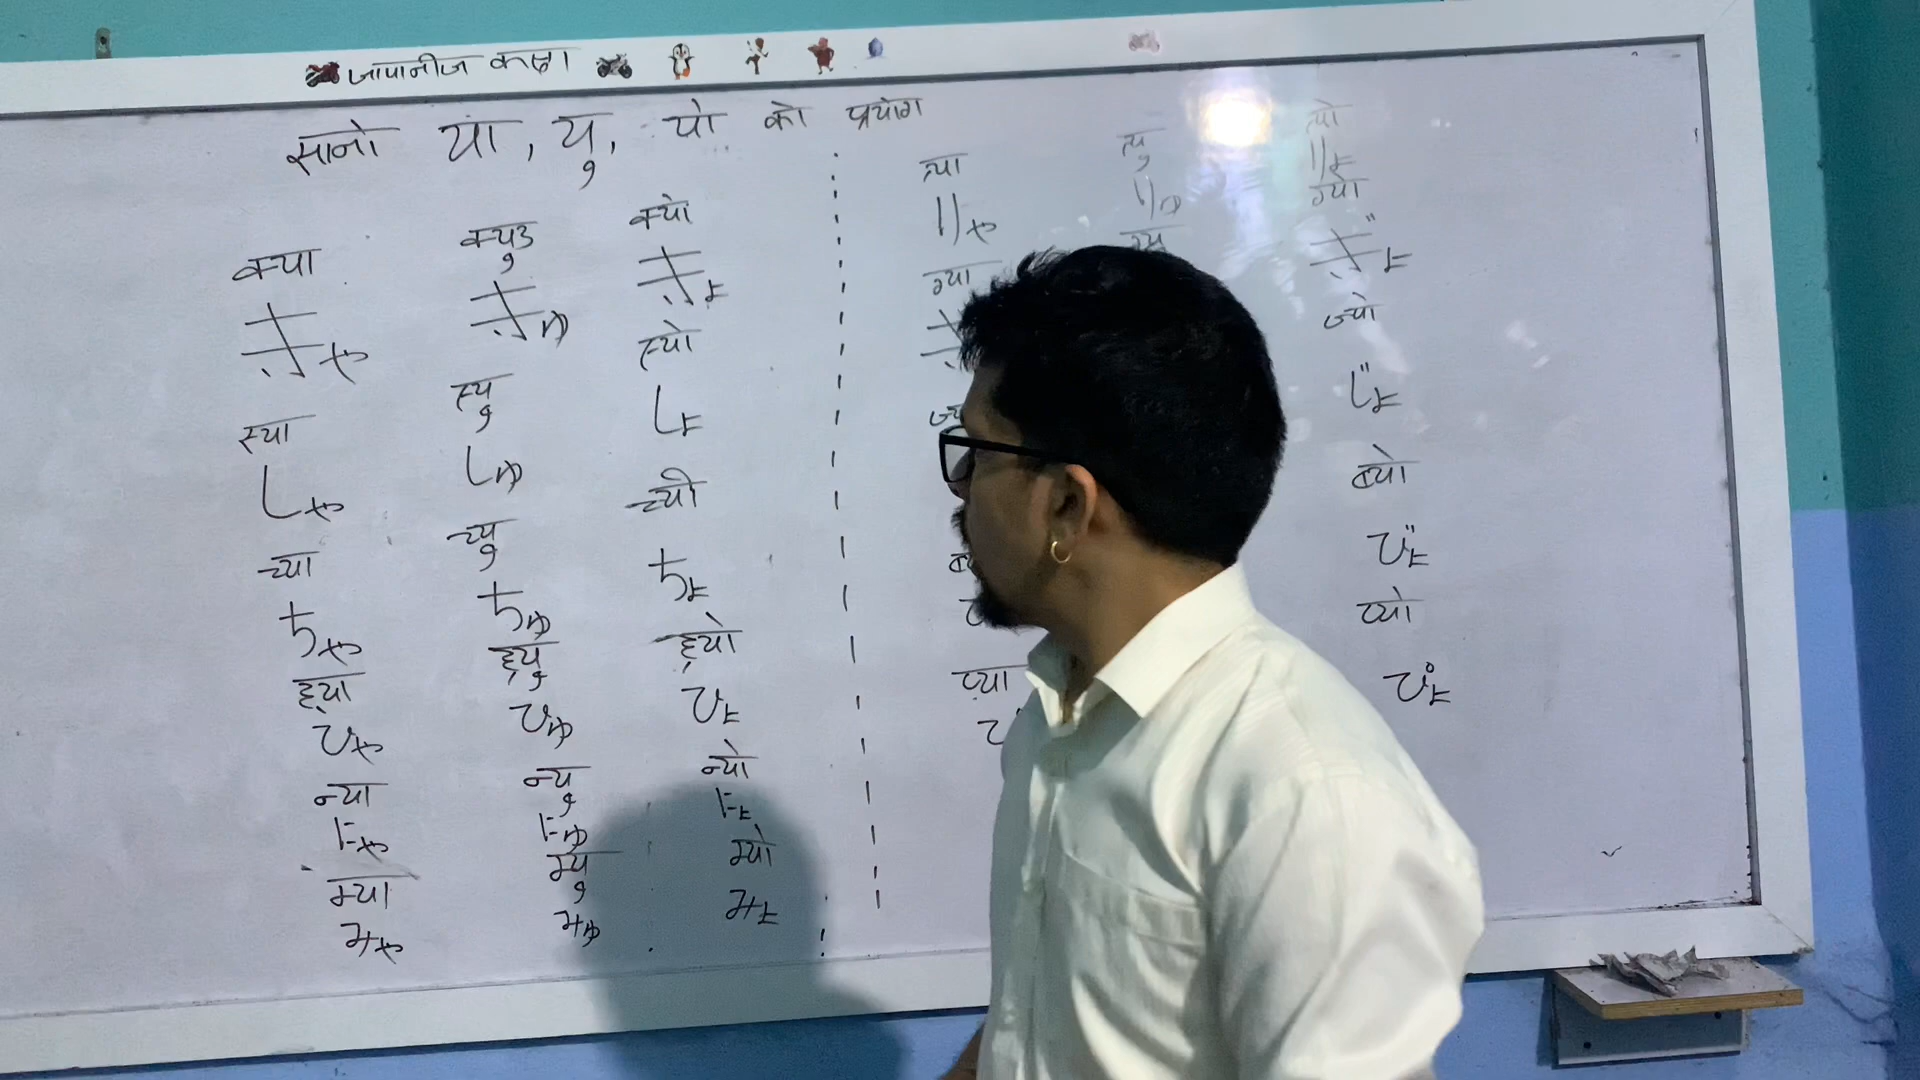 जापानीज कक्षा
सानो या, यु, यो को प्रयोग
क्या क्यु क्यो
きゃ きゅ きょ
स्या स्यु स्यो
しゃ しゅ しょ
च्या च्यु च्यो
ちゃ ちゅ ちょ
ह्या ह्यु ह्यो
ひゃ ひゅ ひょ
न्या न्यु न्यो
にゃ にゅ にょ
म्या म्यु म्यो
みゃ みゅ みょ
りゃ りゅ りょ
ग्या ग्यु ग्यो
ぎょ
ज्यो
じょ
ब्यो
びょ
प्या प्यो
ぴょ